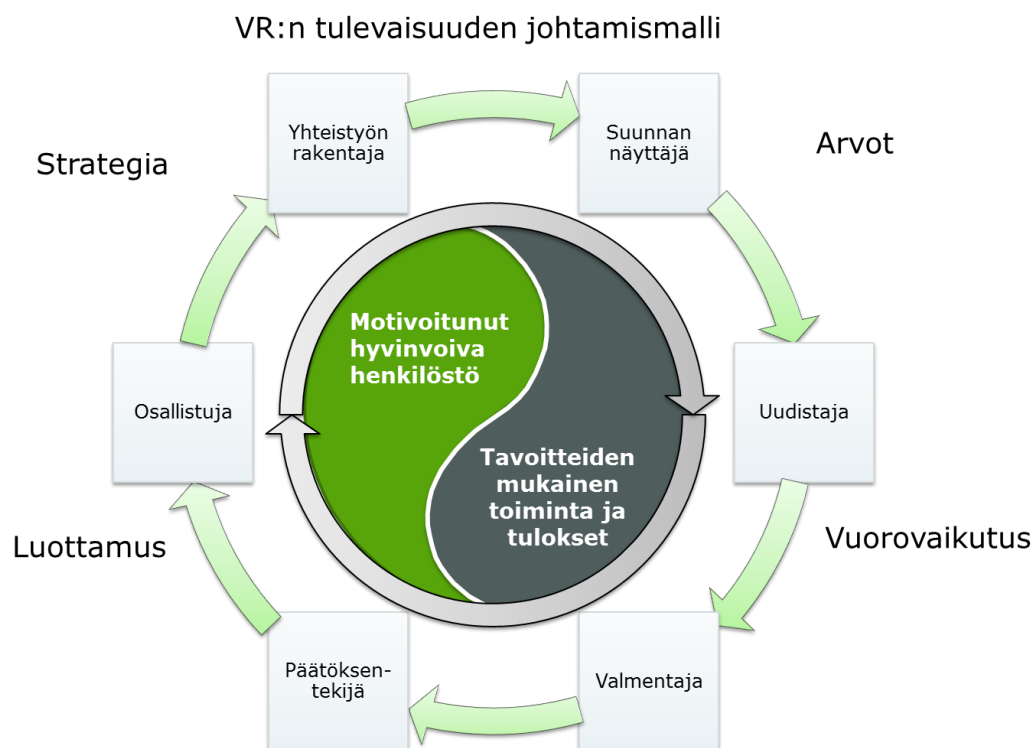 VR:n tulevaisuuden johtamismalli
Yhteistyön
rakentaja
Suunnan
näyttäjä
Strategia
Arvot
Motivoitunut
hyvinvoiva
henkilöstö
Osallistuja
Uudistaja
Tavoitteiden
mukainen
toiminta ja
tulokset
Luottamus
Vuorovaikutus
Päätöksen-
tekijä
Valmentaja